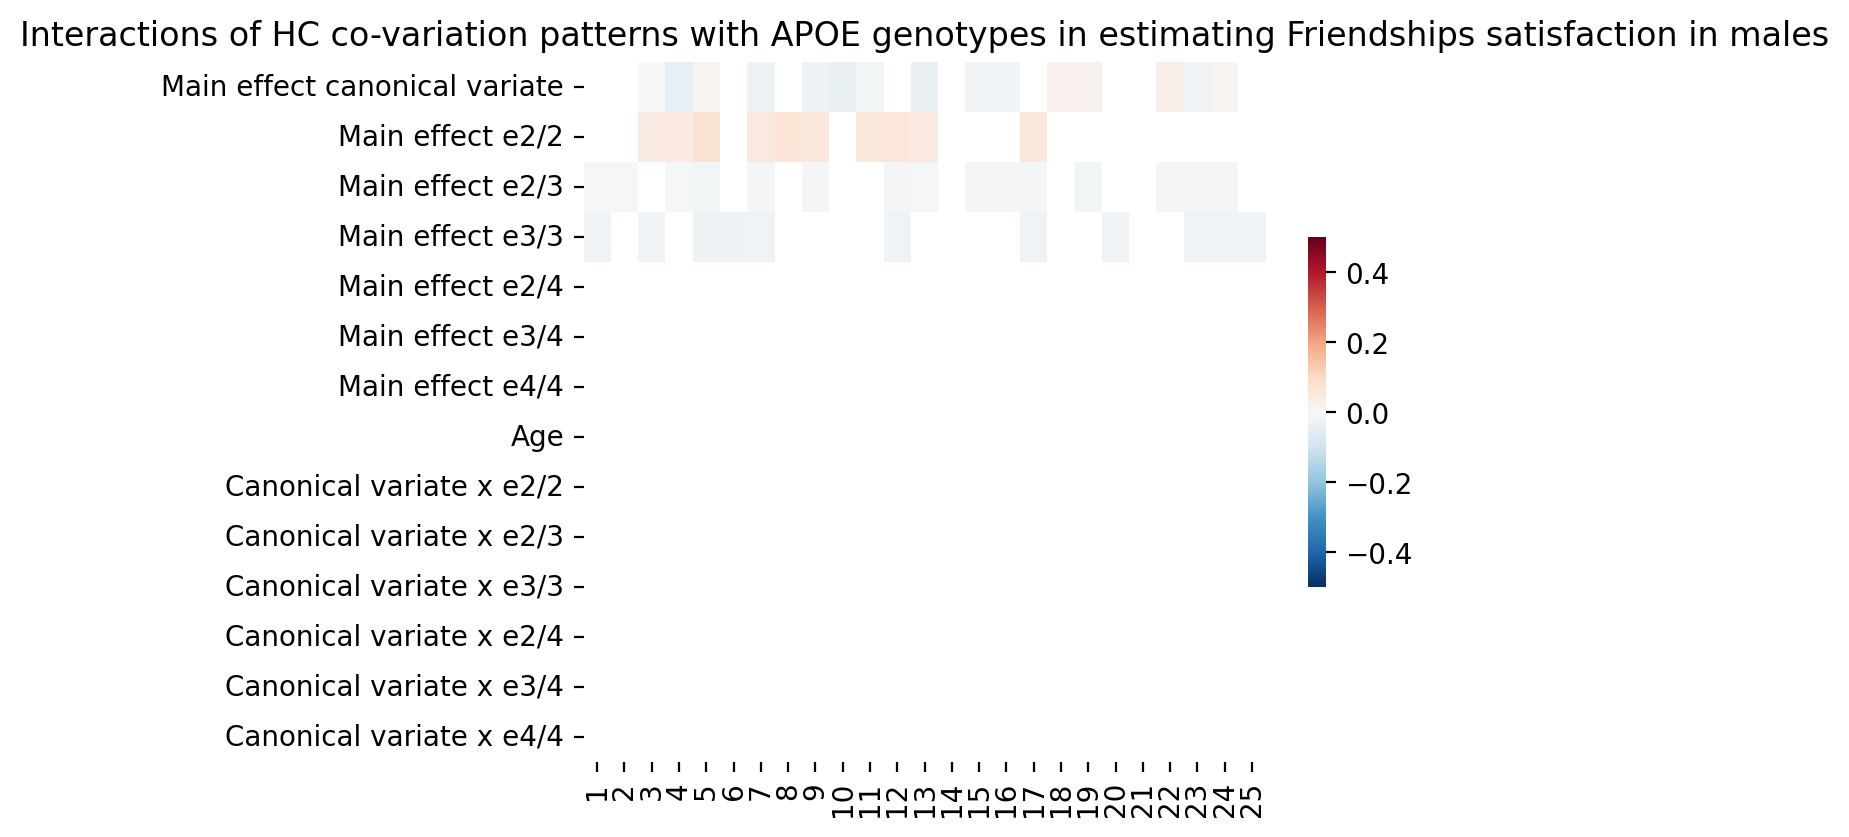 Interactions of HC co-variation patterns with APOE genotypes in estimating Friendships satisfaction in males
Main effect canonical variate
Main effect e2/2
Main effect e2/3
Main effect e3/3
Main effect e2/4
Main effect e3/4
Main effect e4/4
Age
Canonical variate x e2/2
Canonical variate x e2/3
Canonical variate x e3/3
Canonical variate x e2/4
Canonical variate x e3/4
Canonical variate x e4/4
1 2 3 4 5 6 7 8 9 10 11 12 13 14 15 16 17 18 19 20 21 22 23 24 25
0.4
0.2
0.0
−0.2
−0.4